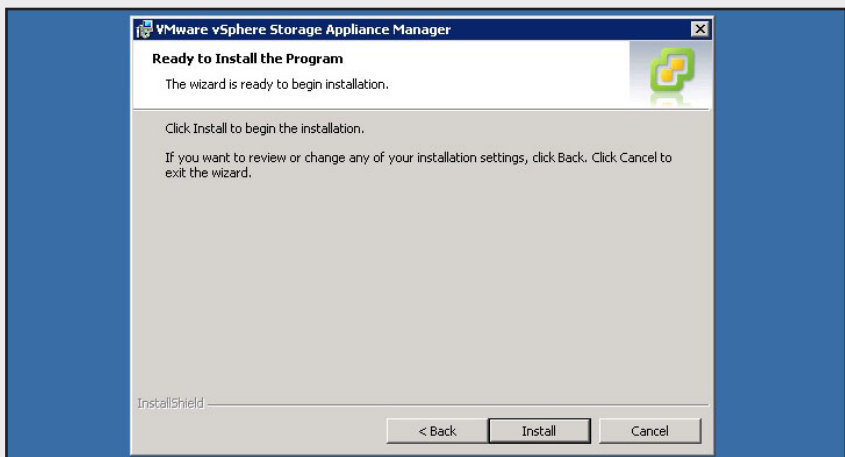 VMware vSphere Storage Appliance Manager
Ready to Install the Program
The wizard is ready to begin installation.
Click Install to begin the installation.
If you want to review or change any of your installation settings, click Back. Click Cancel to
exit the wizard.
InstallShield
< Back Install Cancel